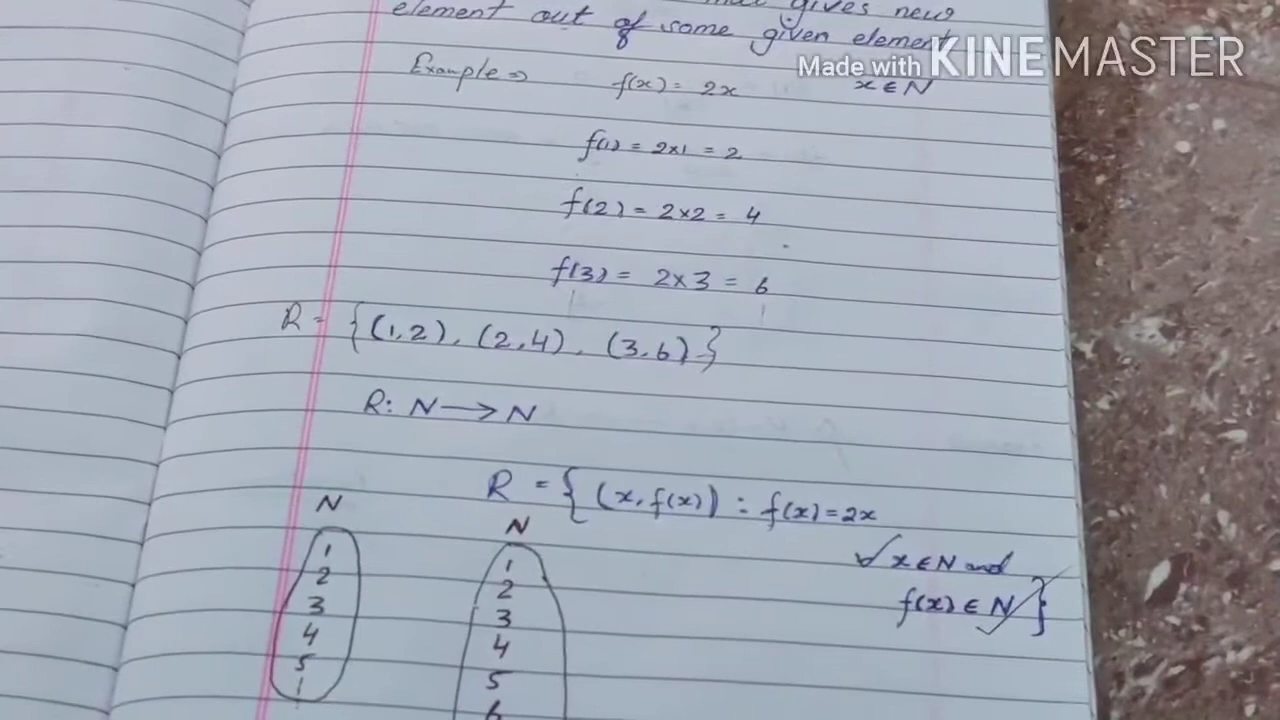 gives new
element out of some given element
Made with KINEMASTER
Example ⇒ f(x) = 2x x ∈ N
f(1) = 2×1 = 2
f(2) = 2×2 = 4
f(3) = 2×3 = 6
R = {(1,2), (2,4), (3,6)}
R: N ⟶ N
R = {(x, f(x)) : f(x) = 2x
∀ x ∈ N and
f(x) ∈ N}
N N
1 1
2 2
3 3
4 4
5 5
6